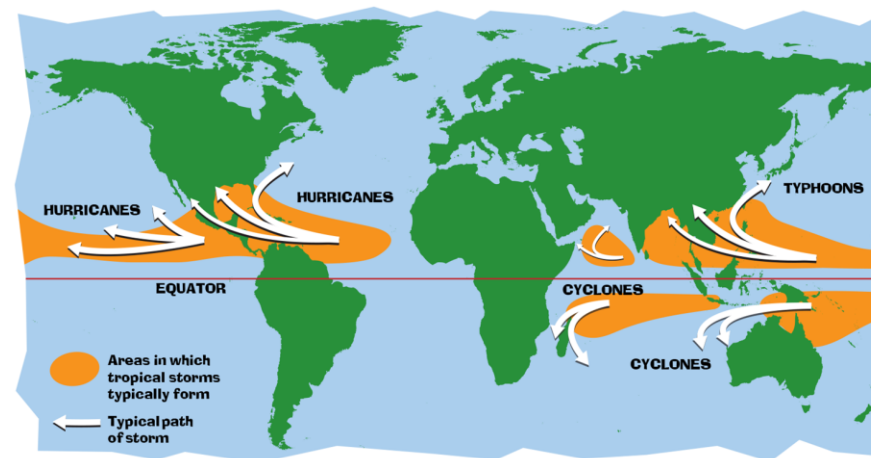 HURRICANES
HURRICANES
TYPHOONS
EQUATOR
CYCLONES
CYCLONES
Areas in which
tropical storms
typically form
Typical path
of storm